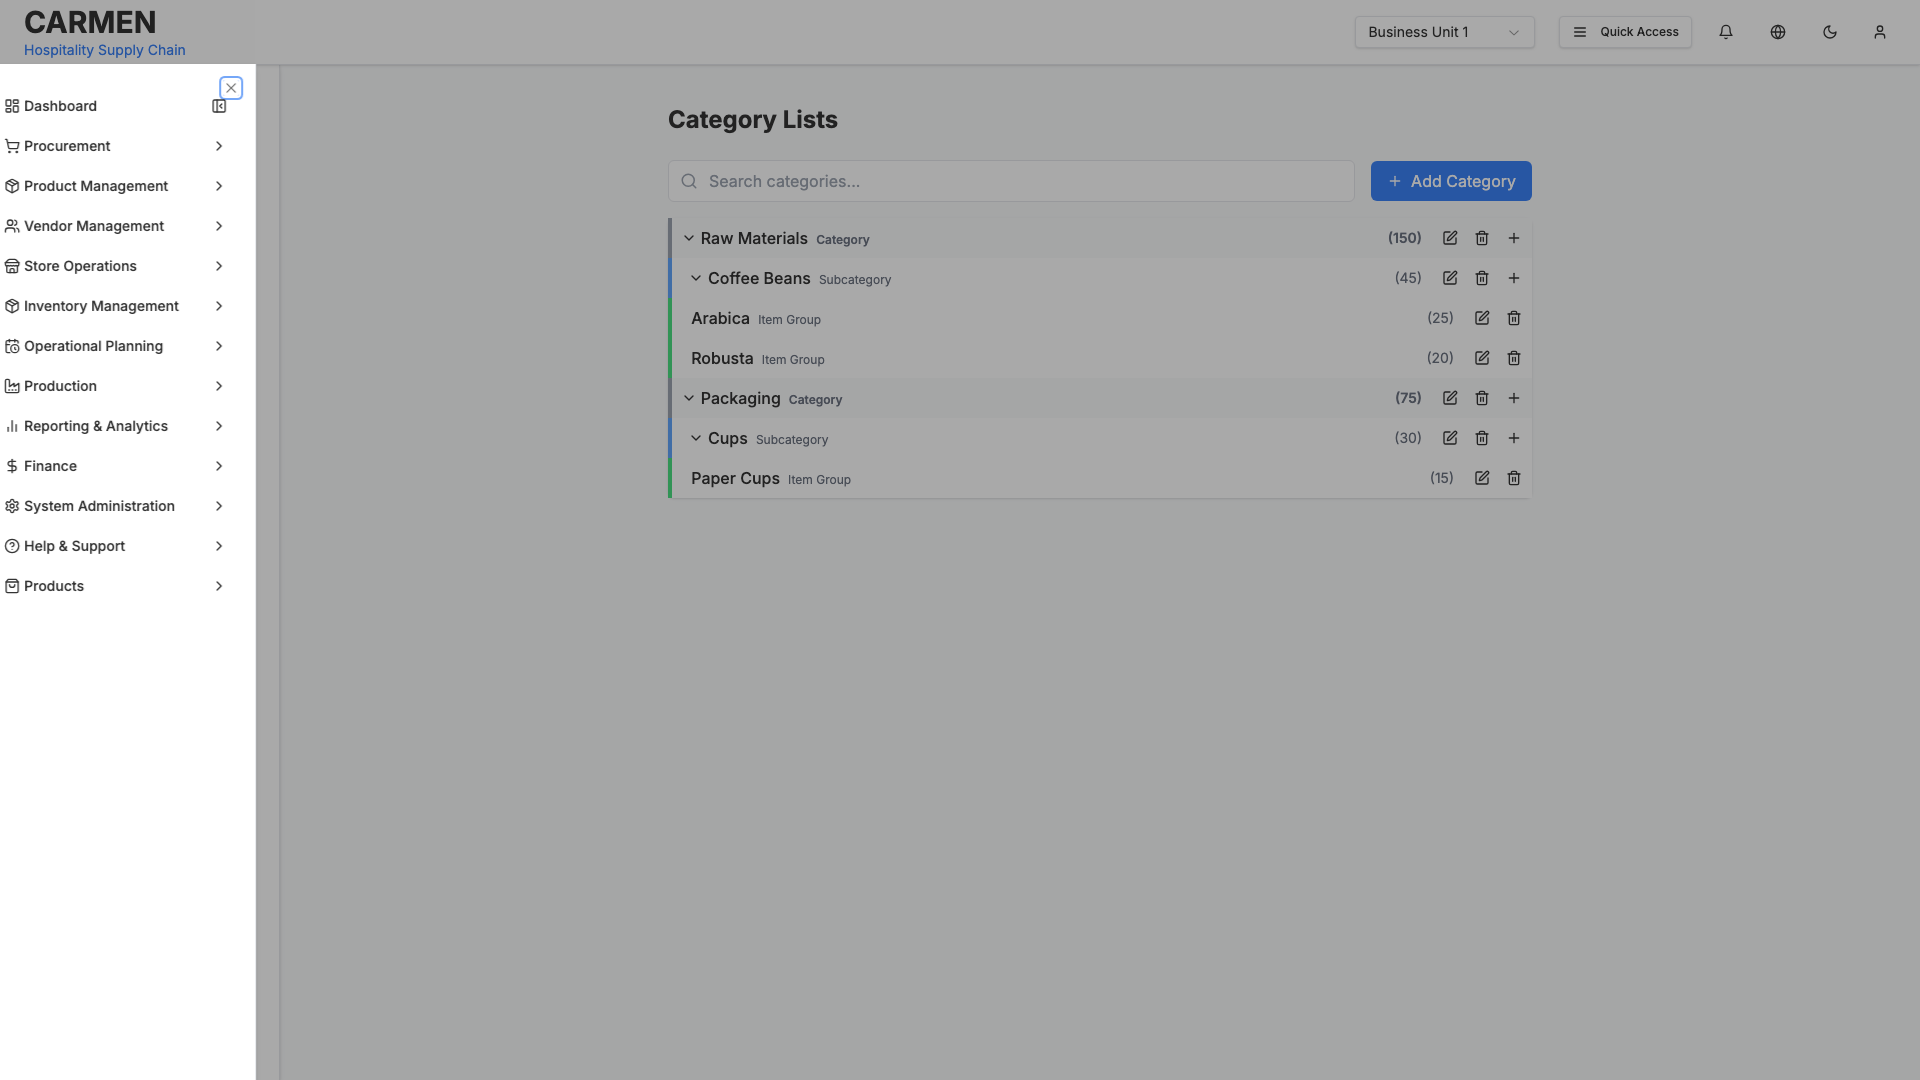 CARMEN
Hospitality Supply Chain
Business Unit 1
Quick Access
Dashboard
Procurement
Product Management
Vendor Management
Store Operations
Inventory Management
Operational Planning
Production
Reporting & Analytics
Finance
System Administration
Help & Support
Products
Category Lists
Search categories...
Add Category
Raw Materials Category (150)
Coffee Beans Subcategory (45)
Arabica Item Group (25)
Robusta Item Group (20)
Packaging Category (75)
Cups Subcategory (30)
Paper Cups Item Group (15)